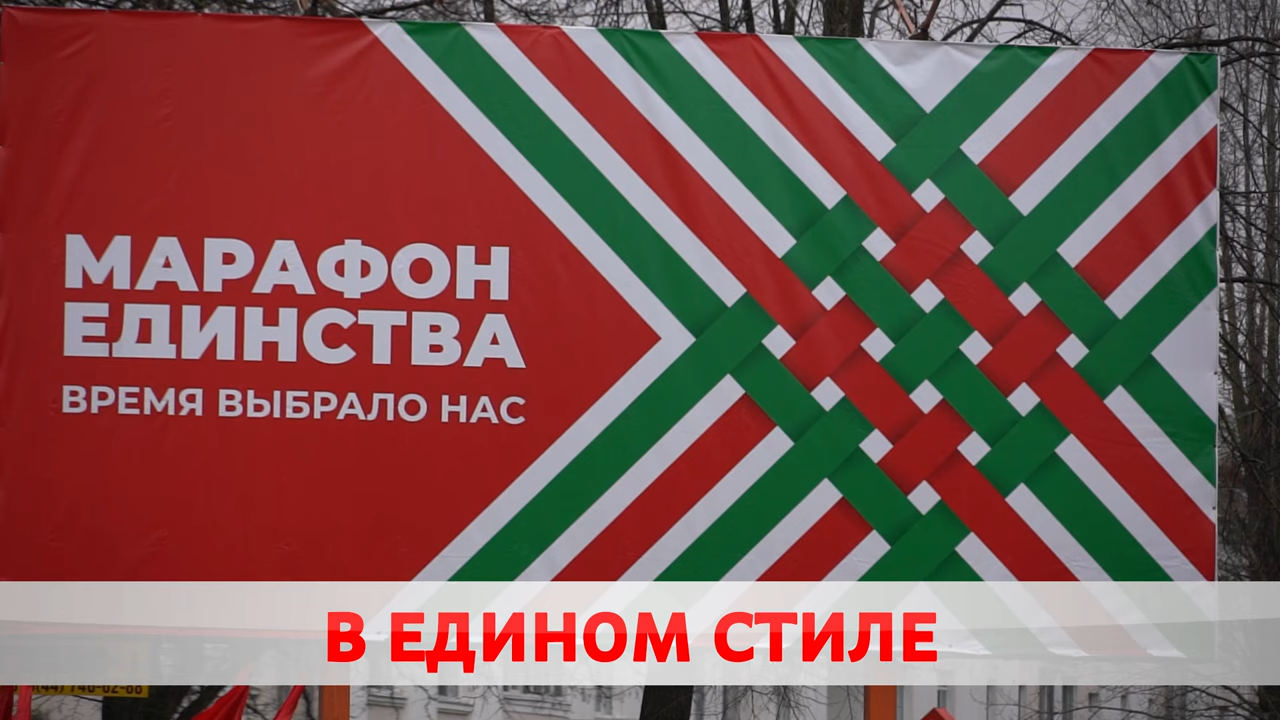 МАРАФОН
ЕДИНСТВА
ВРЕМЯ ВЫБРАЛО НАС
В ЕДИНОМ СТИЛЕ